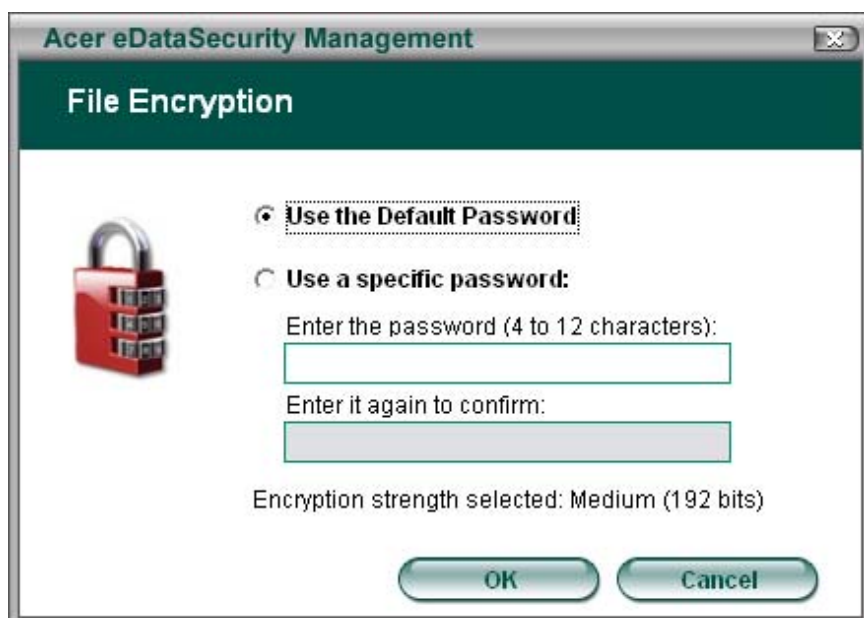 Acer eDataSecurity Management
File Encryption
Use the Default Password
Use a specific password:
Enter the password (4 to 12 characters):
Enter it again to confirm:
Encryption strength selected: Medium (192 bits)
OK
Cancel